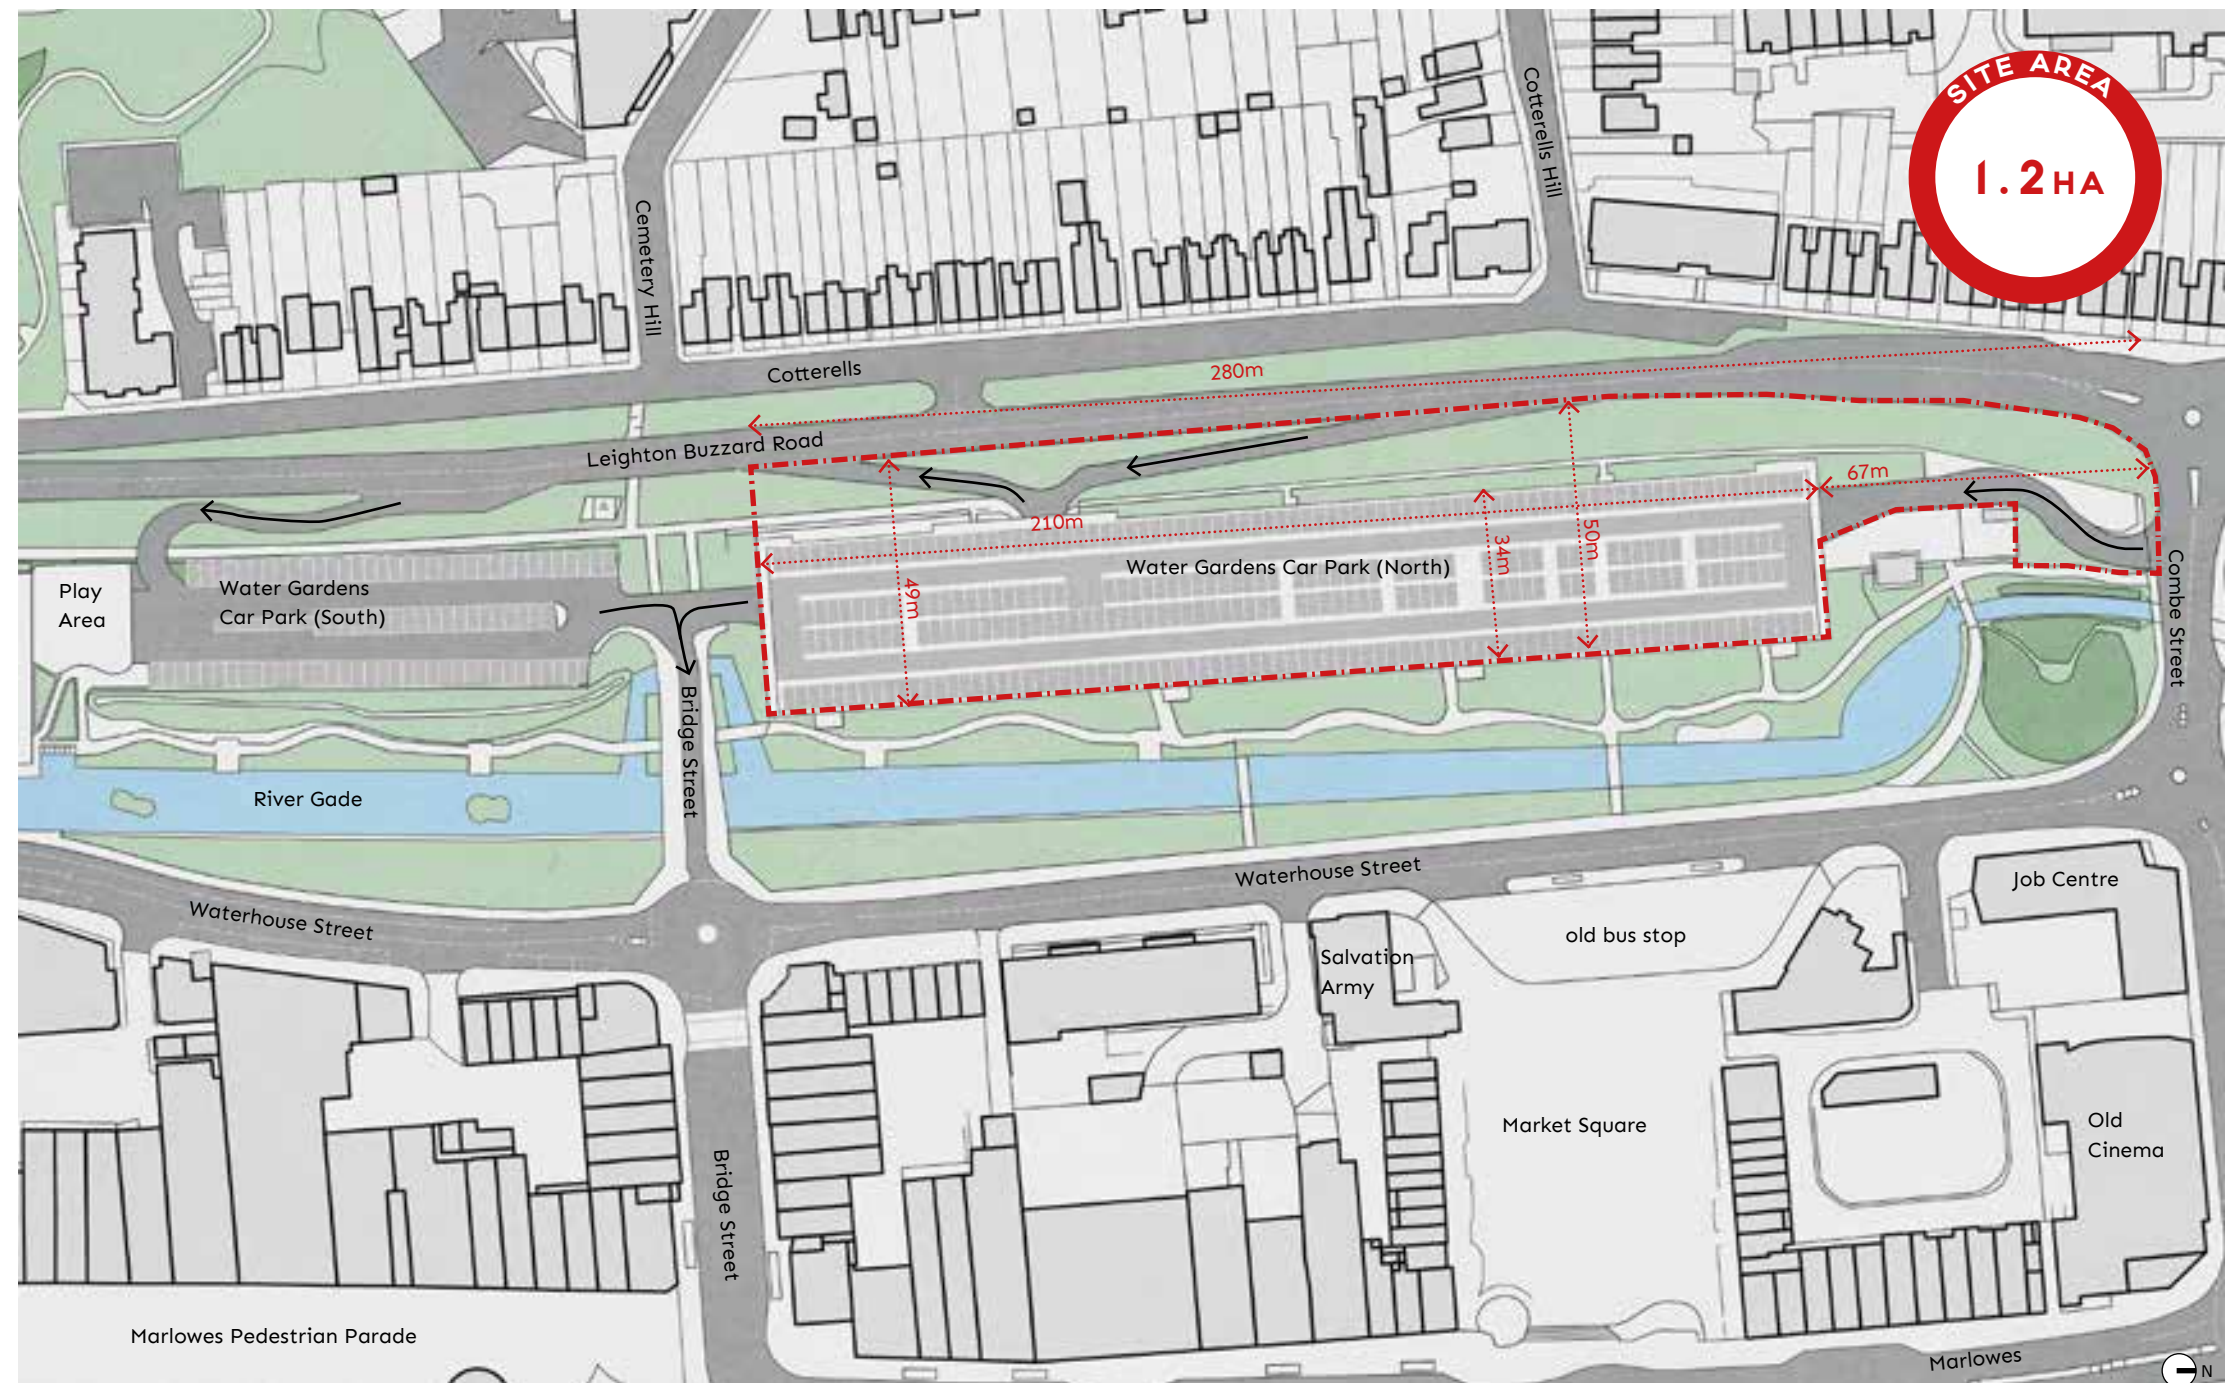 SITE AREA
1.2HA
Cotterells Hill
Cemetery Hill
Cotterells
280m
Leighton Buzzard Road
67m
210m
34m
50m
49m
Water Gardens Car Park (North)
Play
Area
Water Gardens
Car Park (South)
Combe Street
Bridge Street
River Gade
Waterhouse Street
Waterhouse Street
Job Centre
old bus stop
Salvation
Army
Market Square
Old
Cinema
Bridge Street
Marlowes Pedestrian Parade
Marlowes
N